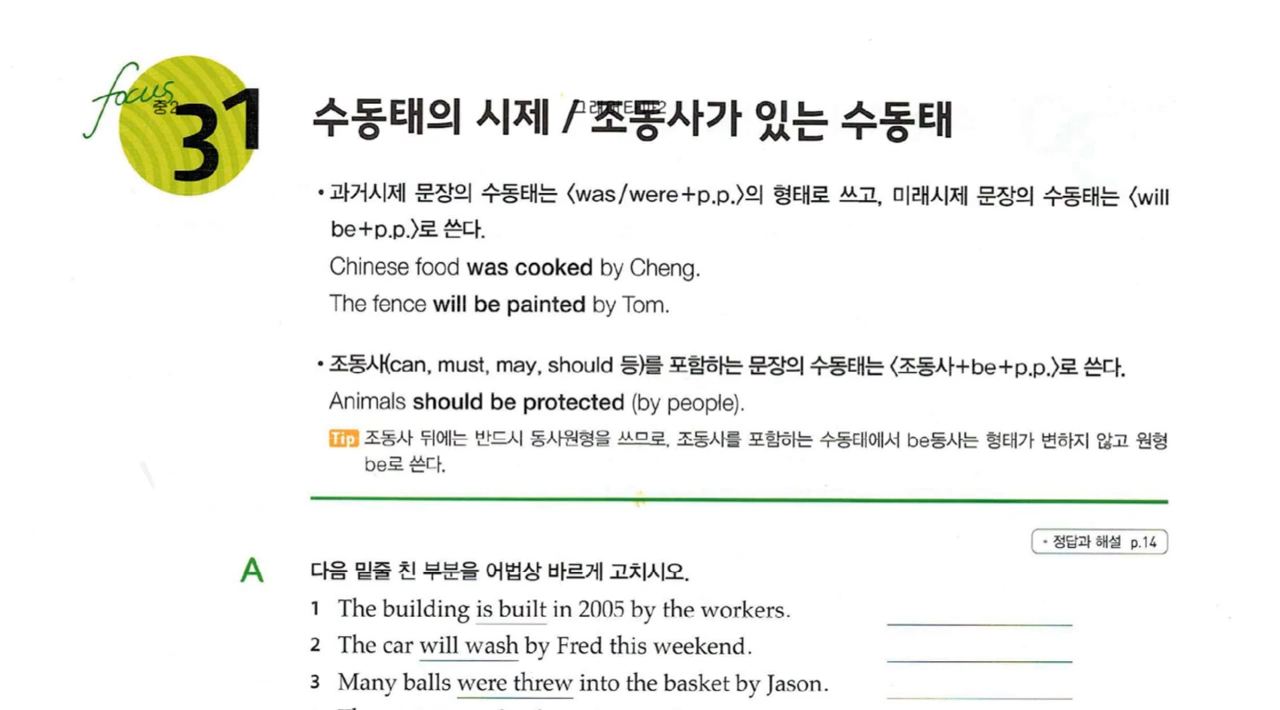 focus
중2
31
그래머타파2
수동태의 시제 / 조동사가 있는 수동태
• 과거시제 문장의 수동태는 〈was/were+p.p.〉의 형태로 쓰고, 미래시제 문장의 수동태는 〈will
be+p.p.〉로 쓴다.
Chinese food was cooked by Cheng.
The fence will be painted by Tom.
• 조동사(can, must, may, should 등)를 포함하는 문장의 수동태는 〈조동사+be+p.p.〉로 쓴다.
Animals should be protected (by people).
Tip 조동사 뒤에는 반드시 동사원형을 쓰므로, 조동사를 포함하는 수동태에서 be동사는 형태가 변하지 않고 원형
be로 쓴다.
• 정답과 해설 p.14
A 다음 밑줄 친 부분을 어법상 바르게 고치시오.
1 The building is built in 2005 by the workers.
2 The car will wash by Fred this weekend.
3 Many balls were threw into the basket by Jason.